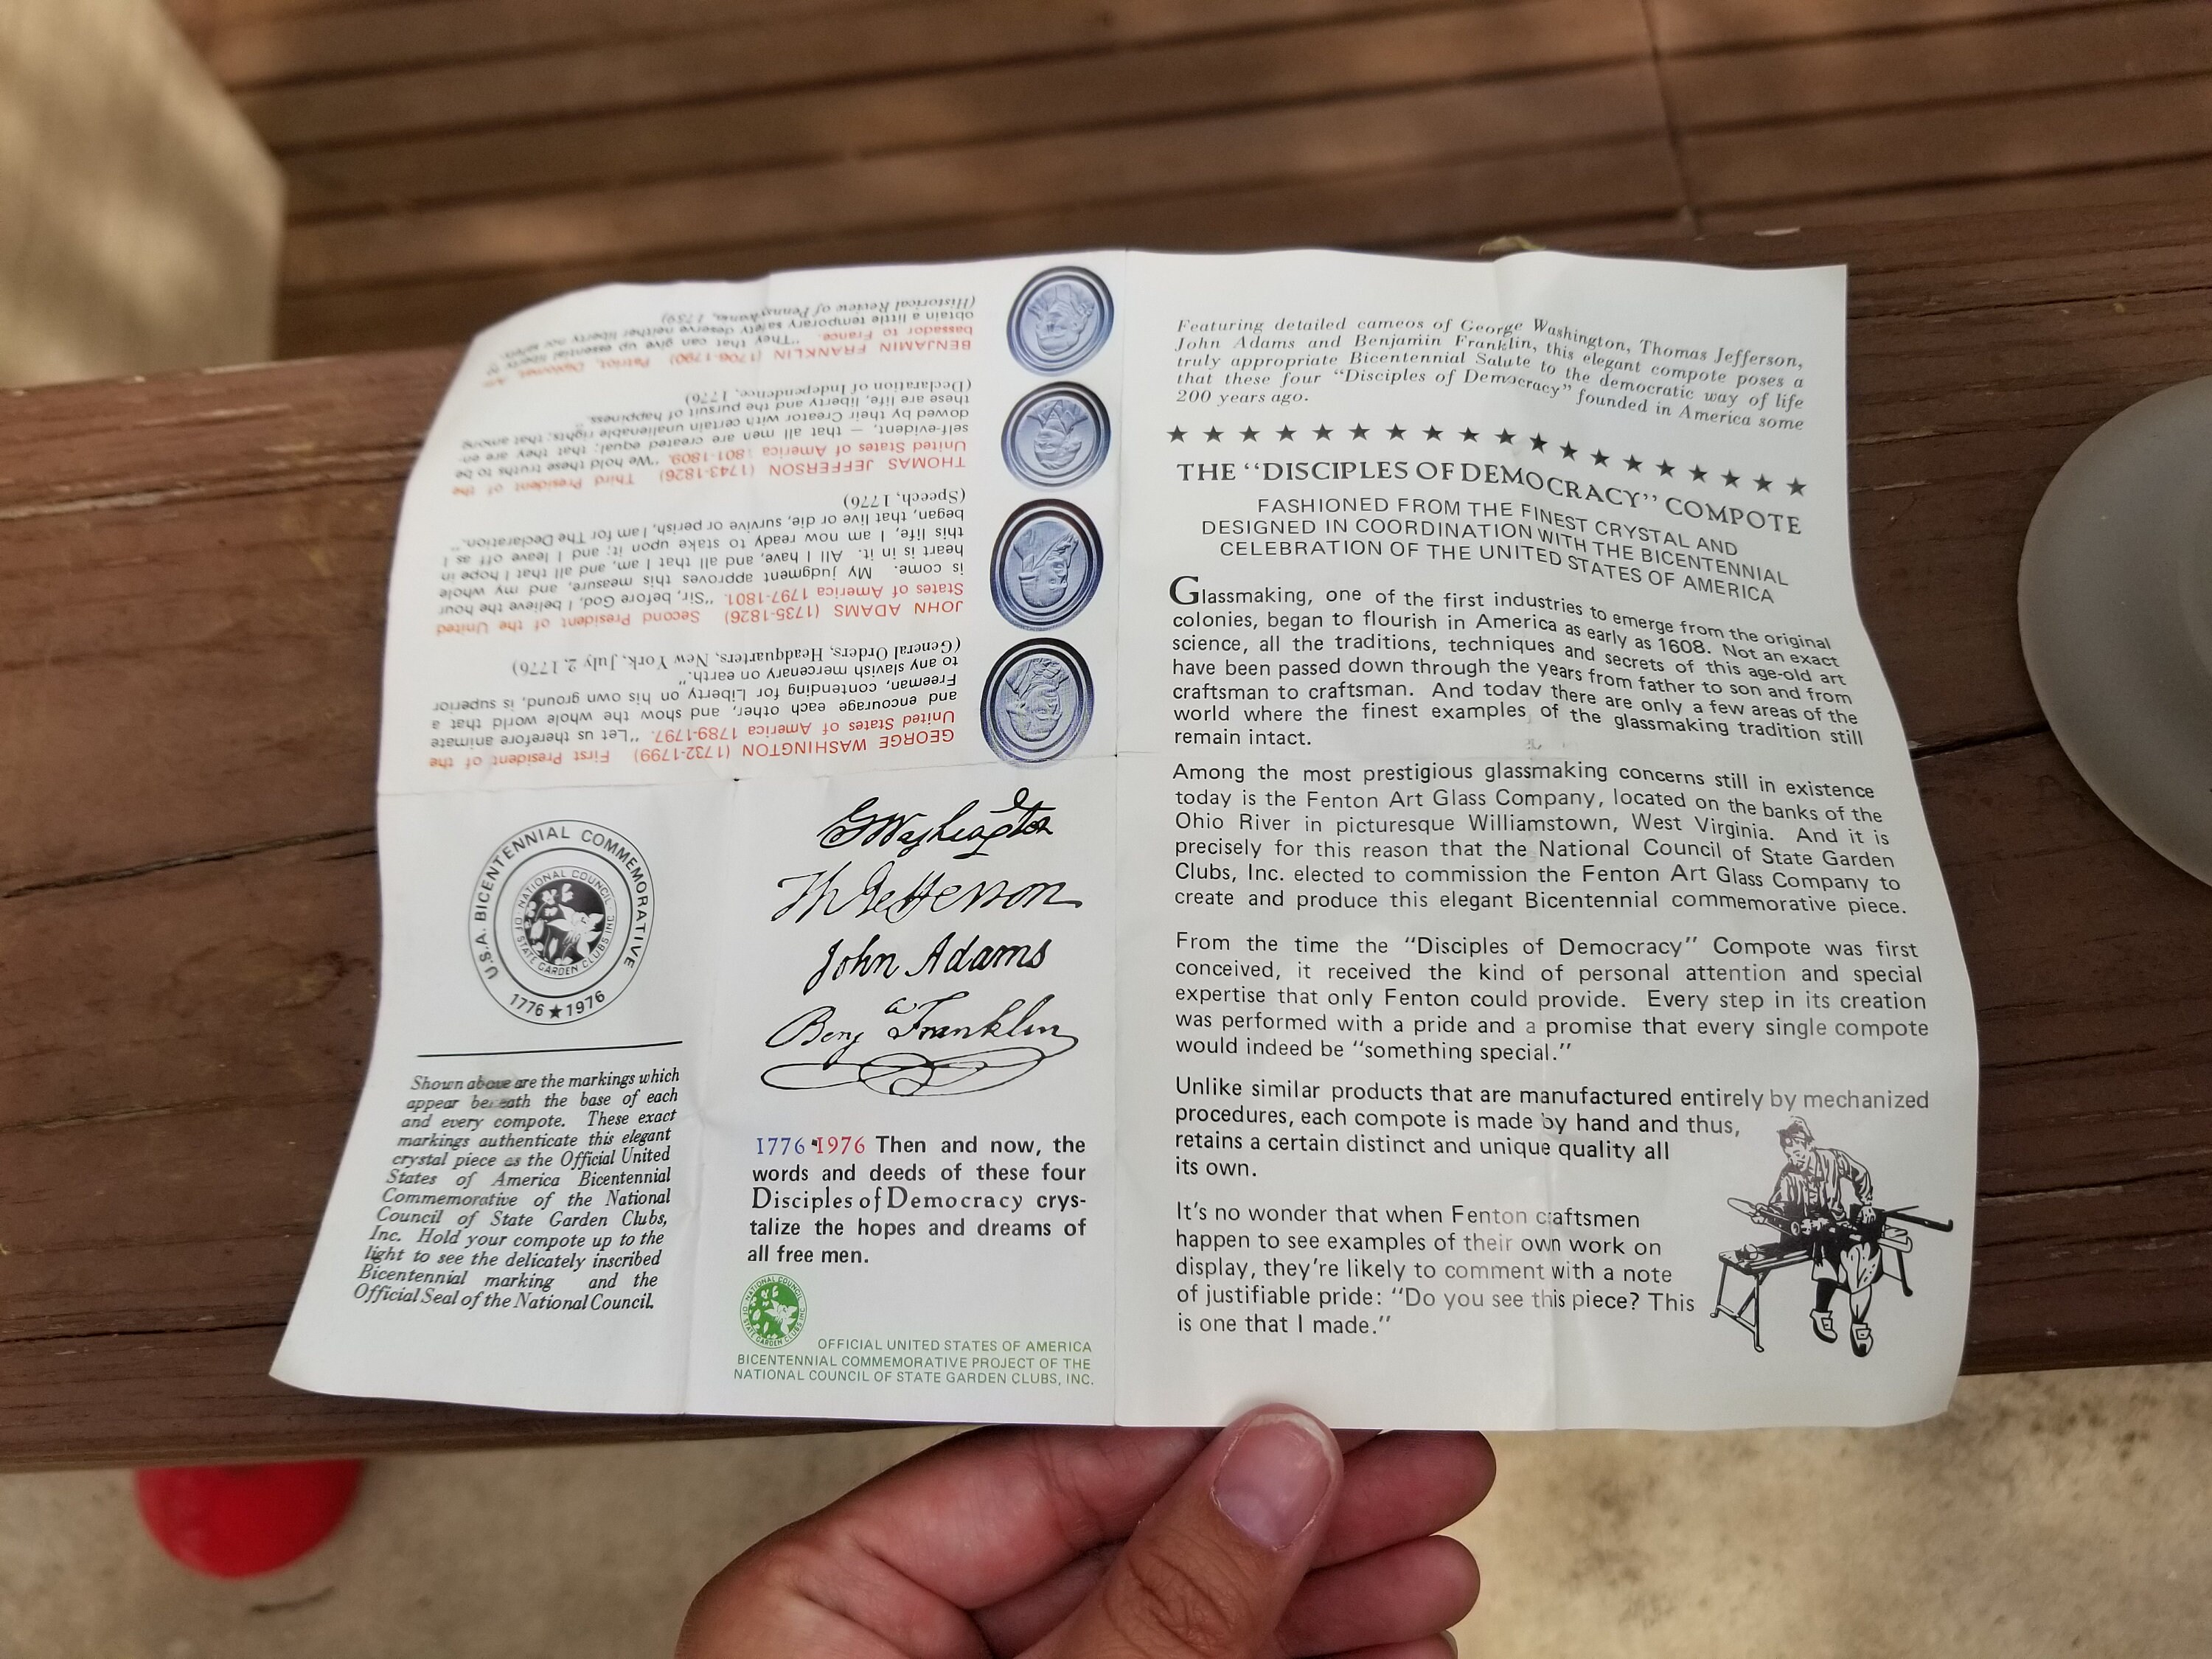 Featuring detailed cameos of George Washington, Thomas Jefferson,
John Adams and Benjamin Franklin, this elegant compote poses a
truly appropriate Bicentennial Salute to the democratic way of life
that these four “Disciples of Democracy” founded in America some
200 years ago.
★ ★ ★ ★ ★ ★ ★ ★ ★ ★ ★ ★ ★ ★ ★ ★ ★ ★
THE “DISCIPLES OF DEMOCRACY” COMPOTE
FASHIONED FROM THE FINEST CRYSTAL AND
DESIGNED IN COORDINATION WITH THE BICENTENNIAL
CELEBRATION OF THE UNITED STATES OF AMERICA
Glassmaking, one of the first industries to emerge from the original
colonies, began to flourish in America as early as 1608. Not an exact
science, all the traditions, techniques and secrets of this age-old art
have been passed down through the years from father to son and from
craftsman to craftsman. And today there are only a few areas of the
world where the finest examples of the glassmaking tradition still
remain intact.
Among the most prestigious glassmaking concerns still in existence
today is the Fenton Art Glass Company, located on the banks of the
Ohio River in picturesque Williamstown, West Virginia. And it is
precisely for this reason that the National Council of State Garden
Clubs, Inc. elected to commission the Fenton Art Glass Company to
create and produce this elegant Bicentennial commemorative piece.
From the time the “Disciples of Democracy” Compote was first
conceived, it received the kind of personal attention and special
expertise that only Fenton could provide. Every step in its creation
was performed with a pride and a promise that every single compote
would indeed be “something special.”
Unlike similar products that are manufactured entirely by mechanized
procedures, each compote is made by hand and thus,
retains a certain distinct and unique quality all
its own.
It’s no wonder that when Fenton craftsmen
happen to see examples of their own work on
display, they’re likely to comment with a note
of justifiable pride: “Do you see this piece? This
is one that I made.”
GEORGE WASHINGTON (1732-1799) First President of the
United States of America 1789-1797. “Let us therefore animate
and encourage each other, and show the whole world that a
Freeman, contending for Liberty on his own ground, is superior
to any slavish mercenary on earth.”
(General Orders, Headquarters, New York, July 2, 1776)
JOHN ADAMS (1735-1826) Second President of the United
States of America 1797-1801. “Sir, before God, I believe the hour
is come. My judgment approves this measure, and my whole
heart is in it. All I have, and all that I am, and all that I hope in
this life, I am now ready to stake upon it; and I leave off as I
began, that live or die, survive or perish, I am for The Declaration.”
(Speech, 1776)
THOMAS JEFFERSON (1743-1826) Third President of the
United States of America 1801-1809. “We hold these truths to be
self-evident, — that all men are created equal; that they are en-
dowed by their Creator with certain unalienable rights; that among
these are life, liberty and the pursuit of happiness.”
(Declaration of Independence, 1776)
BENJAMIN FRANKLIN (1706-1790) Patriot, Diplomat, Am-
bassador to France. “They that can give up essential liberty to
obtain a little temporary safety deserve neither liberty nor safety.”
(Historical Review of Pennsylvania, 1759)
U.S.A. BICENTENNIAL COMMEMORATIVE
1776 ★ 1976
NATIONAL COUNCIL
OF STATE GARDEN CLUBS INC
Shown above are the markings which
appear beneath the base of each
and every compote. These exact
markings authenticate this elegant
crystal piece as the Official United
States of America Bicentennial
Commemorative of the National
Council of State Garden Clubs,
Inc. Hold your compote up to the
light to see the delicately inscribed
Bicentennial marking and the
Official Seal of the National Council.
G Washington
Th Jefferson
John Adams
Benj Franklin
1776 1976 Then and now, the
words and deeds of these four
Disciples of Democracy crys-
talize the hopes and dreams of
all free men.
NATIONAL COUNCIL
OF STATE GARDEN CLUBS INC
OFFICIAL UNITED STATES OF AMERICA
BICENTENNIAL COMMEMORATIVE PROJECT OF THE
NATIONAL COUNCIL OF STATE GARDEN CLUBS, INC.